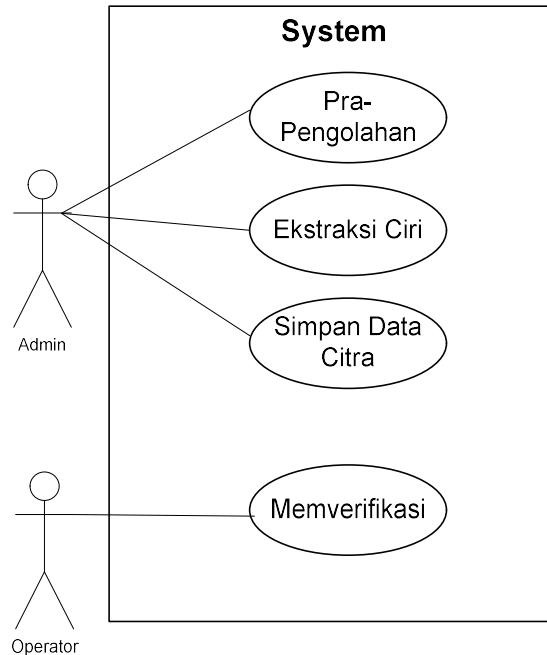 System
Pra-
Pengolahan
Ekstraksi Ciri
Simpan Data
Citra
Admin
Memverifikasi
Operator